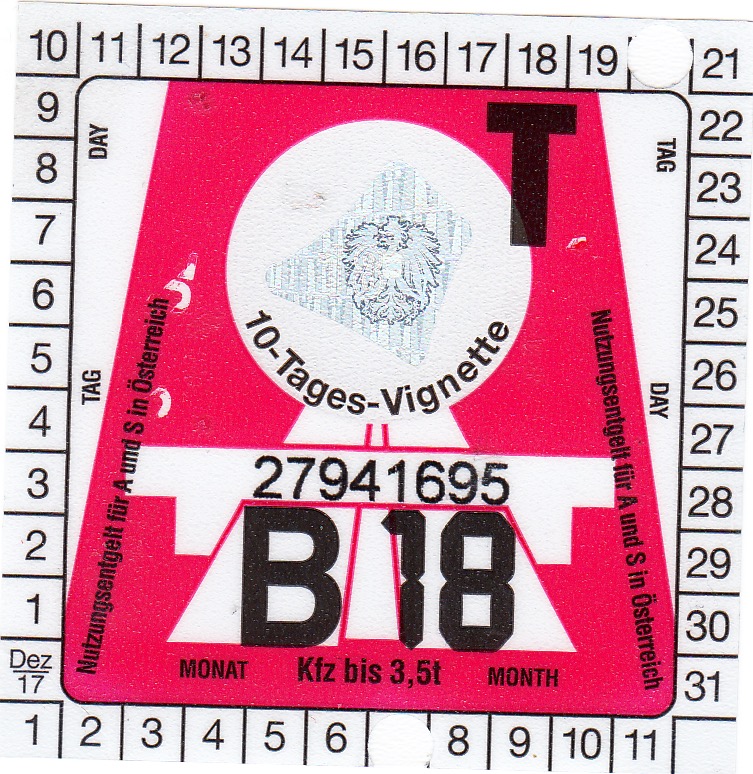 10 11 12 13 14 15 16 17 18 19 21
9
8
7
6
5
4
3
2
1
Dez
17
DAY
TAG
TAG
DAY
T
10-Tages-Vignette
Nutzungsentgelt für A und S in Österreich
Nutzungsentgelt für A und S in Österreich
27941695
B 18
MONAT Kfz bis 3,5t MONTH
22
23
24
25
26
27
28
29
30
31
1 2 3 4 5 6 8 9 10 11